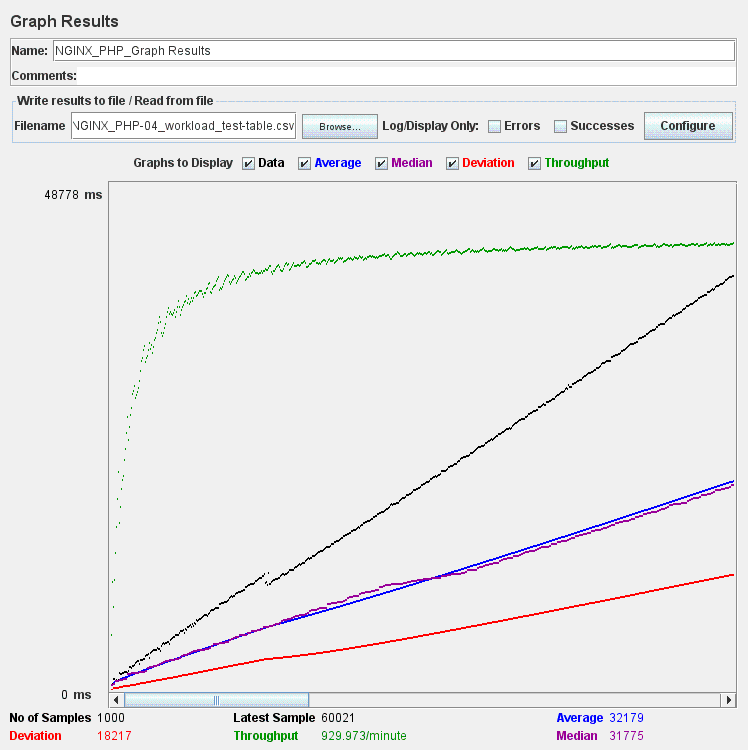 Graph Results
Name: NGINX_PHP_Graph Results
Comments:
Write results to file / Read from file
Filename NGINX_PHP-04_workload_test-table.csv Browse... Log/Display Only: Errors Successes Configure
Graphs to Display Data Average Median Deviation Throughput
48778 ms
0 ms
No of Samples 1000 Latest Sample 60021 Average 32179
Deviation 18217 Throughput 929.973/minute Median 31775